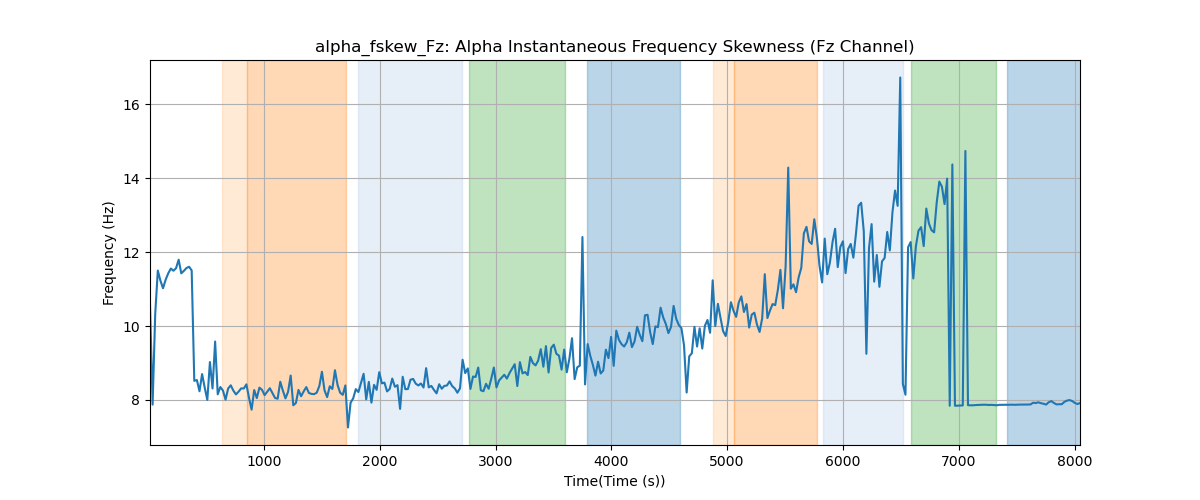 alpha_fskew_Fz: Alpha Instantaneous Frequency Skewness (Fz Channel)
Frequency (Hz)
16
14
12
10
8
1000 2000 3000 4000 5000 6000 7000 8000
Time(Time (s))